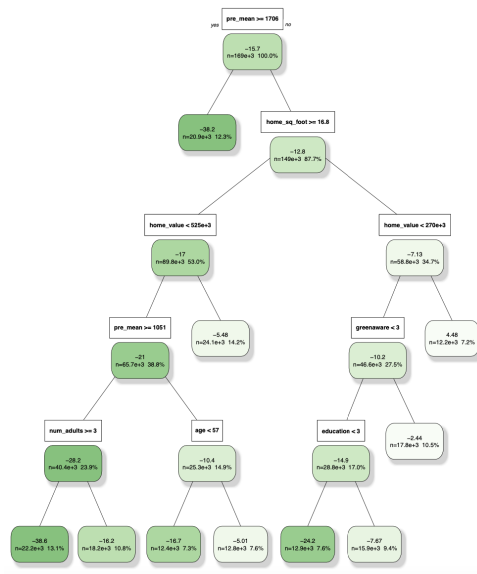 pre_mean >= 1706
yes
no
−15.7
n=169e+3 100.0%
home_sq_foot >= 16.8
−38.2
n=20.9e+3 12.3%
−12.8
n=149e+3 87.7%
home_value < 525e+3
home_value < 270e+3
−17
n=89.8e+3 53.0%
−7.13
n=58.8e+3 34.7%
pre_mean >= 1051
−5.48
n=24.1e+3 14.2%
greenaware < 3
4.48
n=12.2e+3 7.2%
−21
n=65.7e+3 38.8%
−10.2
n=46.6e+3 27.5%
num_adults >= 3
age < 57
education < 3
−2.44
n=17.8e+3 10.5%
−28.2
n=40.4e+3 23.9%
−10.4
n=25.3e+3 14.9%
−14.9
n=28.8e+3 17.0%
−38.6
n=22.2e+3 13.1%
−16.2
n=18.2e+3 10.8%
−16.7
n=12.4e+3 7.3%
−5.01
n=12.8e+3 7.6%
−24.2
n=12.9e+3 7.6%
−7.67
n=15.9e+3 9.4%